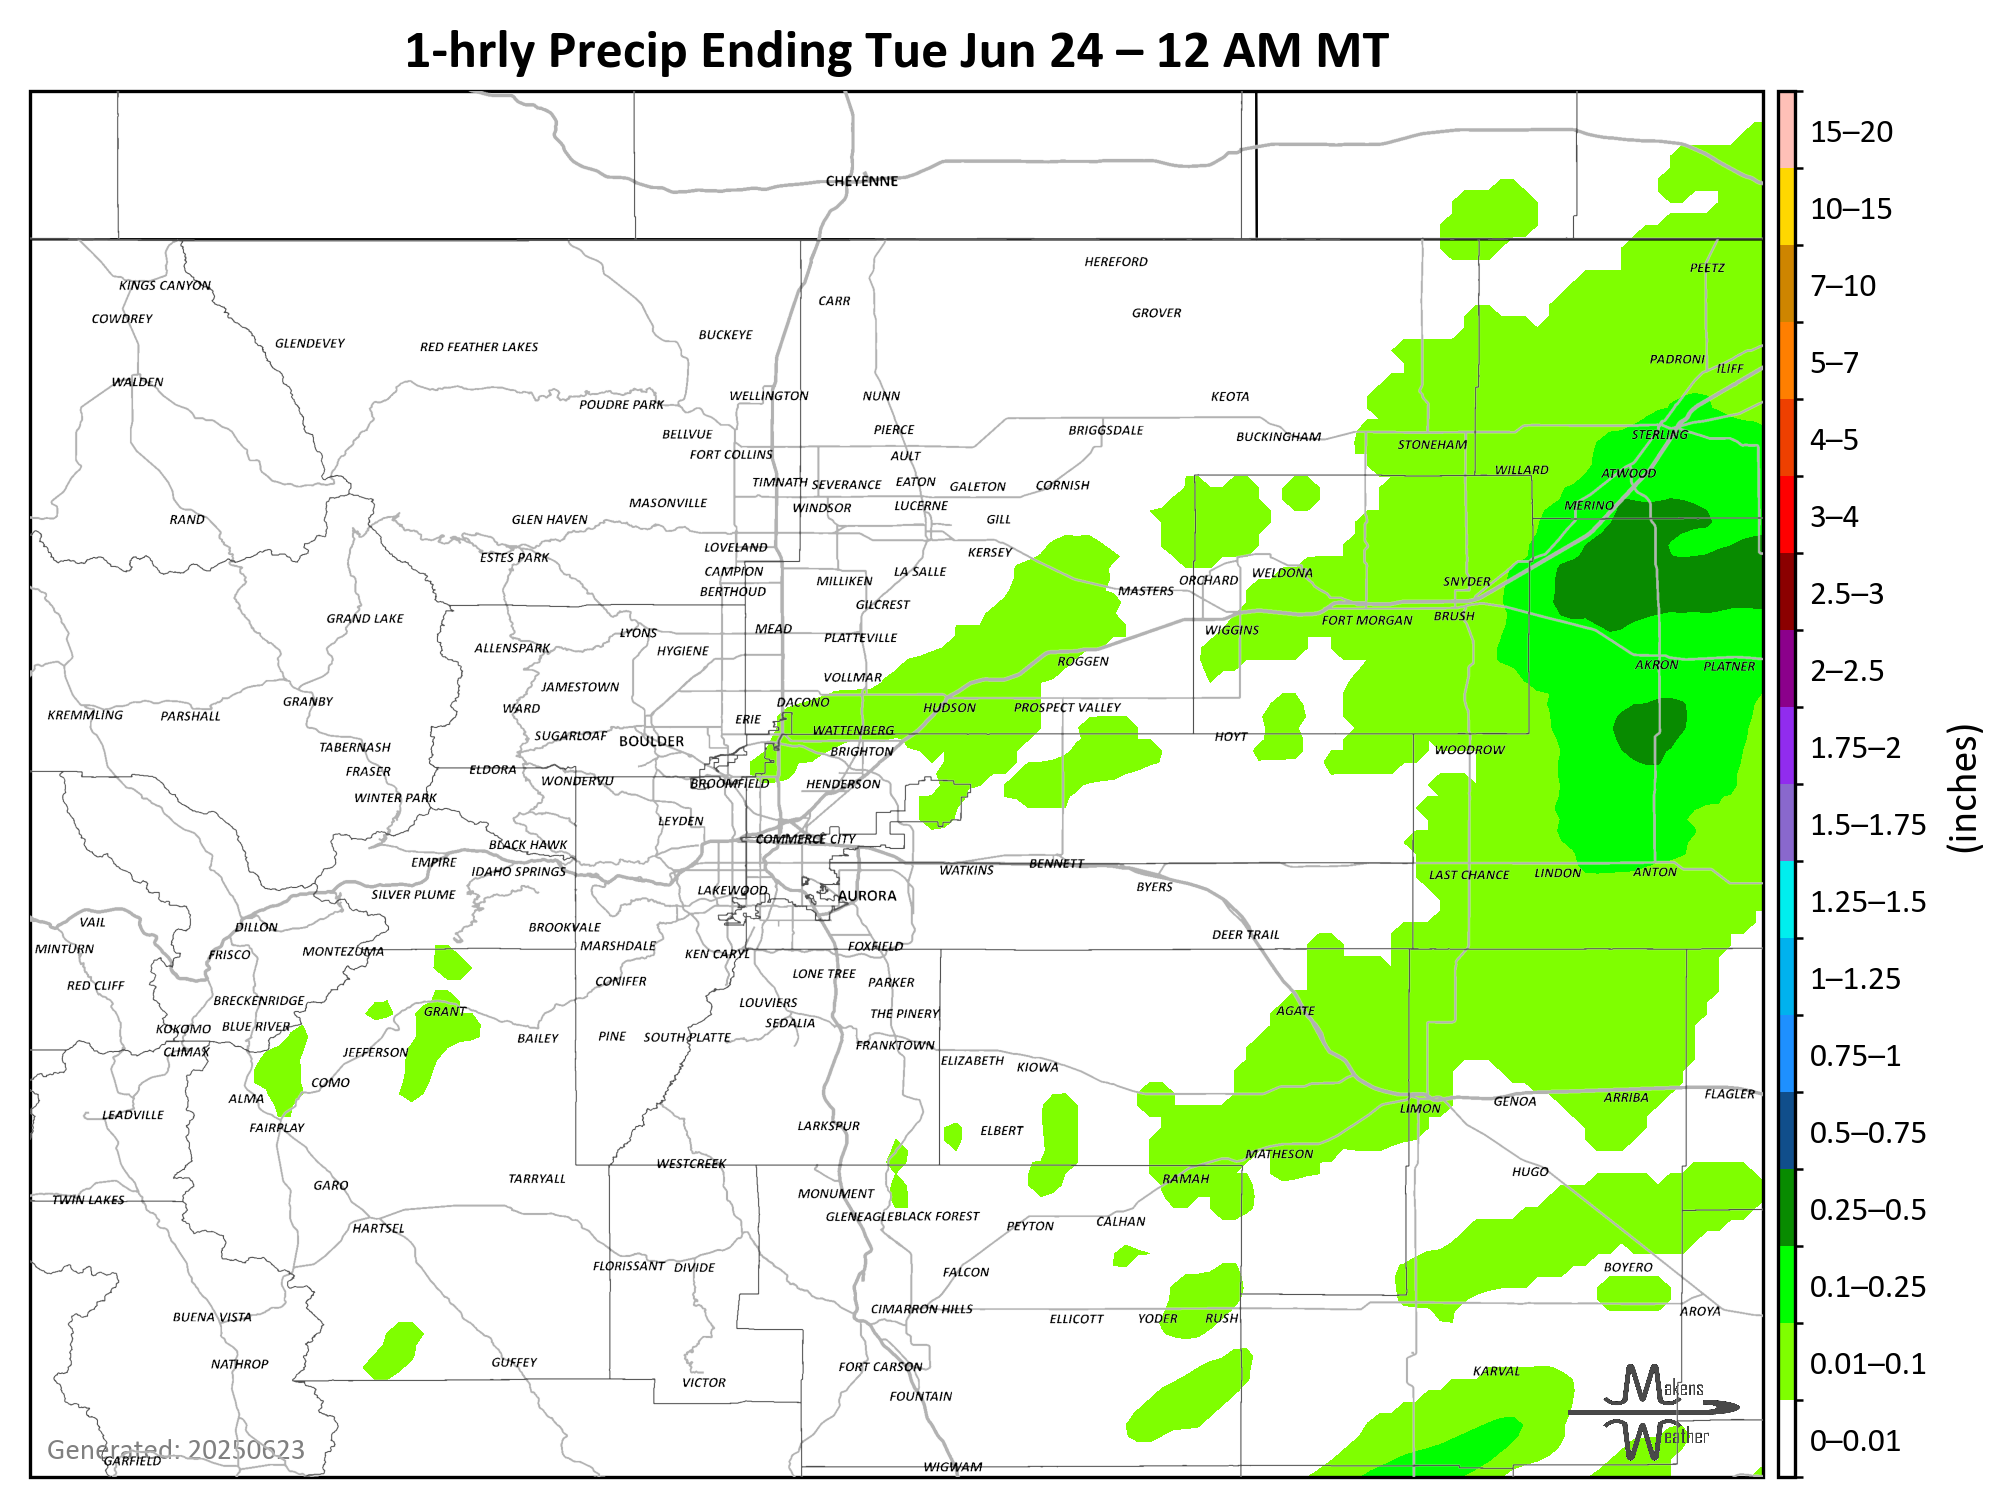 1-hrly Precip Ending Tue Jun 24 – 12 AM MT
CHEYENNE
HEREFORD
PEETZ
KINGS CANYON
CARR
COWDREY
GROVER
BUCKEYE
GLENDEVEY
RED FEATHER LAKES
PADRONI
ILIFF
WALDEN
WELLINGTON
NUNN
KEOTA
POUDRE PARK
BELLVUE
PIERCE
BRIGGSDALE
BUCKINGHAM
STERLING
STONEHAM
FORT COLLINS
AULT
WILLARD
ATWOOD
TIMNATH
SEVERANCE
EATON
GALETON
CORNISH
MASONVILLE
WINDSOR
LUCERNE
MERINO
RAND
GLEN HAVEN
GILL
LOVELAND
KERSEY
ESTES PARK
CAMPION
LA SALLE
WELDONA
MILLIKEN
ORCHARD
SNYDER
BERTHOUD
MASTERS
GILCREST
GRAND LAKE
BRUSH
FORT MORGAN
LYONS
MEAD
PLATTEVILLE
WIGGINS
ALLENSPARK
HYGIENE
ROGGEN
AKRON
PLATNER
VOLLMAR
JAMESTOWN
GRANBY
DACONO
KREMMLING
PARSHALL
WARD
ERIE
HUDSON
PROSPECT VALLEY
SUGARLOAF
BOULDER
WATTENBERG
HOYT
TABERNASH
BRIGHTON
WOODROW
FRASER
ELDORA
WONDERVU
BROOMFIELD
HENDERSON
WINTER PARK
LEYDEN
COMMERCE CITY
BLACK HAWK
EMPIRE
IDAHO SPRINGS
WATKINS
BENNETT
LAST CHANCE
LINDON
ANTON
SILVER PLUME
LAKEWOOD
AURORA
BYERS
VAIL
DILLON
BROOKVALE
DEER TRAIL
MINTURN
FRISCO
MONTEZUMA
MARSHDALE
KEN CARYL
FOXFIELD
RED CLIFF
CONIFER
LONE TREE
PARKER
BRECKENRIDGE
LOUVIERS
GRANT
THE PINERY
AGATE
KOKOMO
BLUE RIVER
SEDALIA
BAILEY
PINE
SOUTH PLATTE
CLIMAX
JEFFERSON
FRANKTOWN
ELIZABETH
KIOWA
COMO
ALMA
LIMON
GENOA
ARRIBA
FLAGLER
LEADVILLE
FAIRPLAY
LARKSPUR
ELBERT
WESTCREEK
MATHESON
HUGO
GARO
TARRYALL
RAMAH
TWIN LAKES
MONUMENT
GLENEAGLE
BLACK FOREST
HARTSEL
PEYTON
CALHAN
FLORISSANT
DIVIDE
FALCON
BOYERO
BUENA VISTA
CIMARRON HILLS
ELLICOTT
YODER
RUSH
AROYA
NATHROP
GUFFEY
FORT CARSON
KARVAL
VICTOR
FOUNTAIN
Makens
Weather
Generated: 20250623
GARFIELD
WIGWAM
15–20
10–15
7–10
5–7
4–5
3–4
2.5–3
2–2.5
1.75–2
1.5–1.75
1.25–1.5
1–1.25
0.75–1
0.5–0.75
0.25–0.5
0.1–0.25
0.01–0.1
0–0.01
(inches)